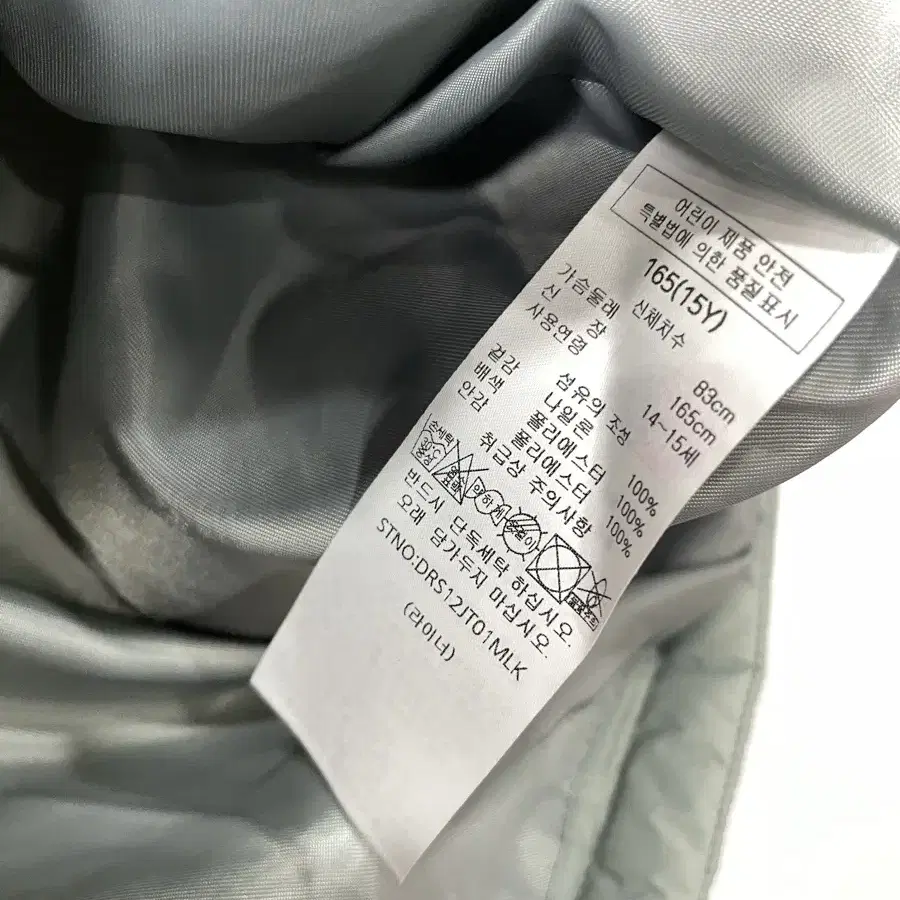 어린이 제품 안전
특별법에 의한 품질표시
165(15Y)
신체치수
가슴둘레 83cm
신 장 165cm
사용연령 14~15세
섬유의 조성
겉감 나일론 100%
배색 폴리에스터 100%
안감 폴리에스터 100%
취급상 주의사항
손세탁
중성
반드시 단독세탁 하십시오.
오래 담가두지 마십시오.
STNO:DRS12JT01MLK
(라이너)